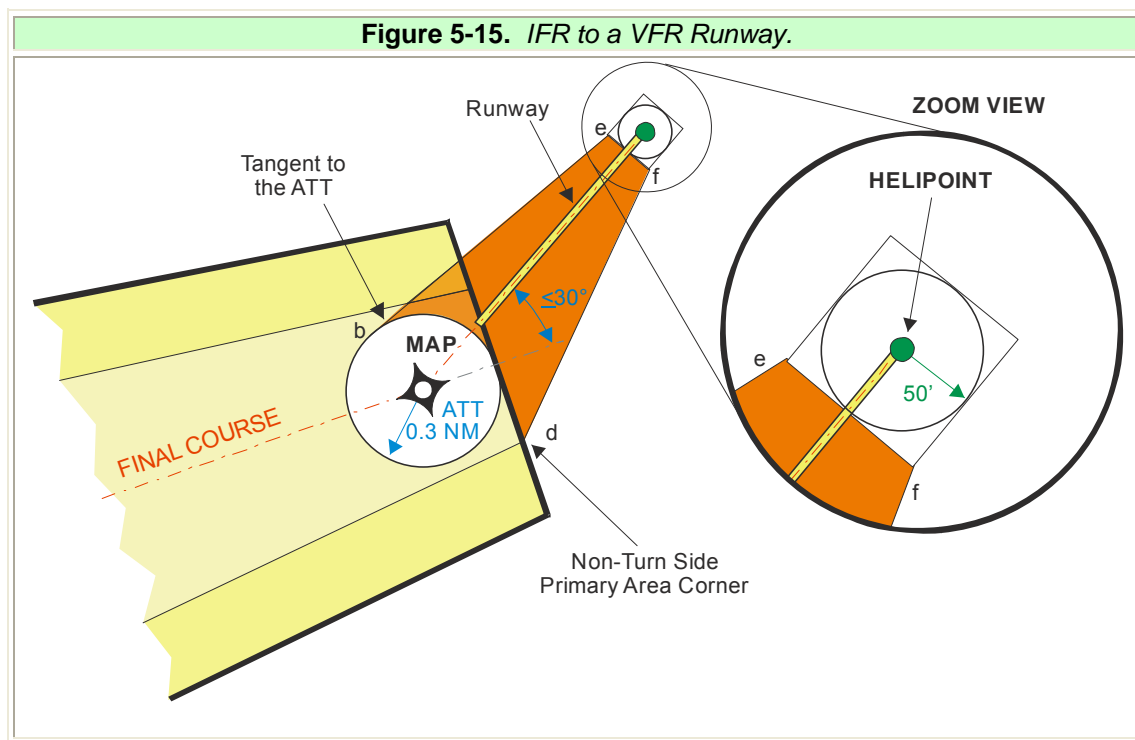 Figure 5-15. IFR to a VFR Runway.
Runway
ZOOM VIEW
e
Tangent to
the ATT
f
HELIPOINT
≤30°
b
MAP
e
50'
ATT
0.3 NM
d
FINAL COURSE
f
Non-Turn Side
Primary Area Corner